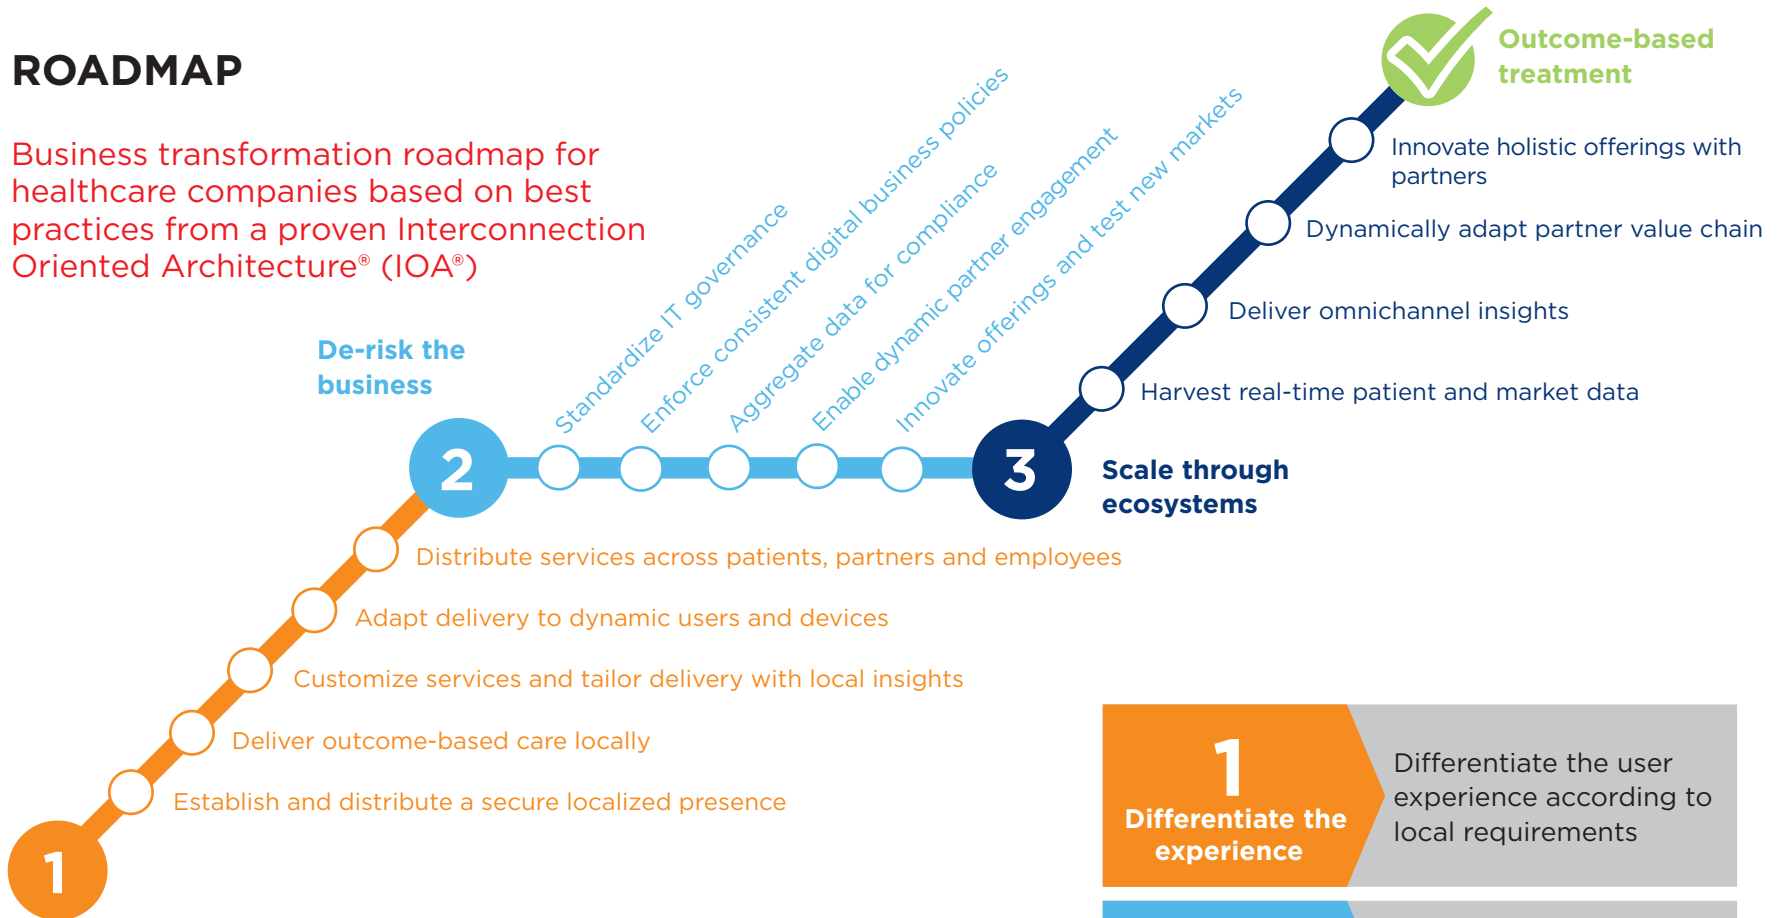 ROADMAP
Business transformation roadmap for
healthcare companies based on best
practices from a proven Interconnection
Oriented Architecture® (IOA®)
Outcome-based
treatment
Innovate holistic offerings with
partners
Dynamically adapt partner value chain
Deliver omnichannel insights
Harvest real-time patient and market data
3
Scale through
ecosystems
Standardize IT governance
Enforce consistent digital business policies
Aggregate data for compliance
Enable dynamic partner engagement
Innovate offerings and test new markets
De-risk the
business
2
Distribute services across patients, partners and employees
Adapt delivery to dynamic users and devices
Customize services and tailor delivery with local insights
Deliver outcome-based care locally
Establish and distribute a secure localized presence
1
1
Differentiate the
experience
Differentiate the user
experience according to
local requirements